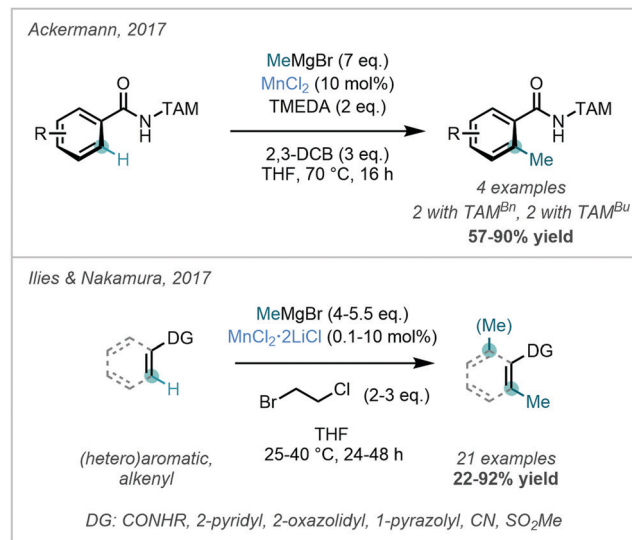 Ackermann, 2017
MeMgBr (7 eq.)
MnCl₂ (10 mol%)
TMEDA (2 eq.)
2,3-DCB (3 eq.)
THF, 70 °C, 16 h
O
N
H
TAM
R
H
O
N
H
TAM
R
Me
4 examples
2 with TAMᴮⁿ, 2 with TAMᴮᵘ
57-90% yield
Ilies & Nakamura, 2017
MeMgBr (4-5.5 eq.)
MnCl₂·2LiCl (0.1-10 mol%)
Br
Cl
(2-3 eq.)
THF
25-40 °C, 24-48 h
DG
H
(hetero)aromatic,
alkenyl
(Me)
DG
Me
21 examples
22-92% yield
DG: CONHR, 2-pyridyl, 2-oxazolidyl, 1-pyrazolyl, CN, SO₂Me